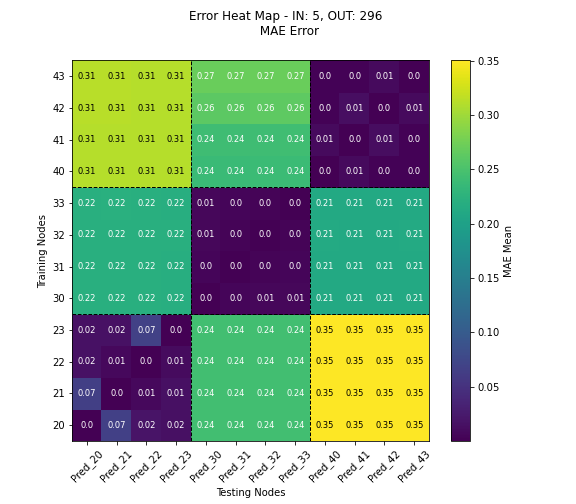 Error Heat Map - IN: 5, OUT: 296
MAE Error
43 0.31 0.31 0.31 0.31 0.27 0.27 0.27 0.27 0.0 0.0 0.01 0.0
42 0.31 0.31 0.31 0.31 0.26 0.26 0.26 0.26 0.0 0.01 0.0 0.01
41 0.31 0.31 0.31 0.31 0.24 0.24 0.24 0.24 0.01 0.0 0.01 0.0
40 0.31 0.31 0.31 0.31 0.24 0.24 0.24 0.24 0.0 0.01 0.0 0.0
33 0.22 0.22 0.22 0.22 0.01 0.0 0.0 0.0 0.21 0.21 0.21 0.21
32 0.22 0.22 0.22 0.22 0.01 0.0 0.0 0.0 0.21 0.21 0.21 0.21
31 0.22 0.22 0.22 0.22 0.0 0.0 0.0 0.0 0.21 0.21 0.21 0.21
30 0.22 0.22 0.22 0.22 0.0 0.0 0.01 0.01 0.21 0.21 0.21 0.21
23 0.02 0.02 0.07 0.0 0.24 0.24 0.24 0.24 0.35 0.35 0.35 0.35
22 0.02 0.01 0.0 0.01 0.24 0.24 0.24 0.24 0.35 0.35 0.35 0.35
21 0.07 0.0 0.01 0.01 0.24 0.24 0.24 0.24 0.35 0.35 0.35 0.35
20 0.0 0.07 0.02 0.02 0.24 0.24 0.24 0.24 0.35 0.35 0.35 0.35
Pred_20 Pred_21 Pred_22 Pred_23 Pred_30 Pred_31 Pred_32 Pred_33 Pred_40 Pred_41 Pred_42 Pred_43
Testing Nodes
Training Nodes
0.35
0.30
0.25
0.20
0.15
0.10
0.05
MAE Mean